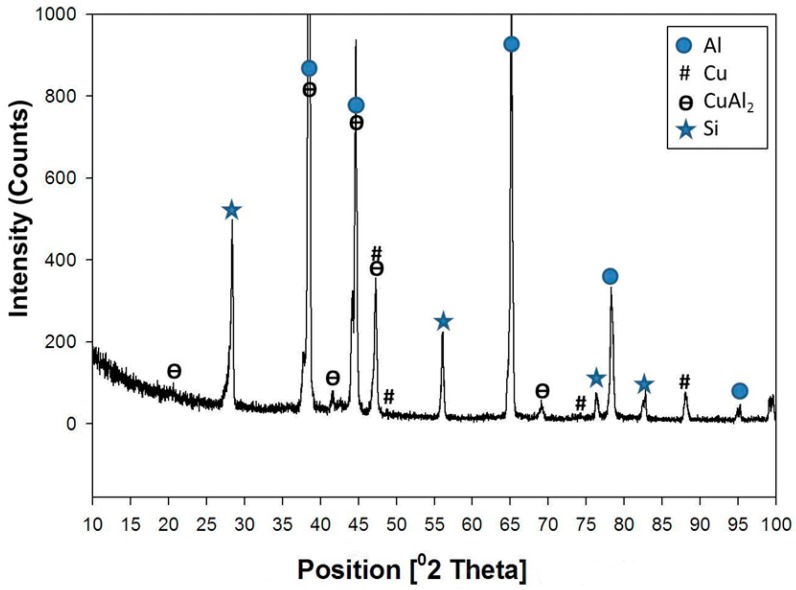 1000
800
600
400
200
0
Intensity (Counts)
Al
# Cu
ɵ CuAl₂
Si
ɵ
ɵ
ɵ
#
ɵ
#
ɵ
ɵ
#
#
10 15 20 25 30 35 40 45 50 55 60 65 70 75 80 85 90 95 100
Position [⁰2 Theta]